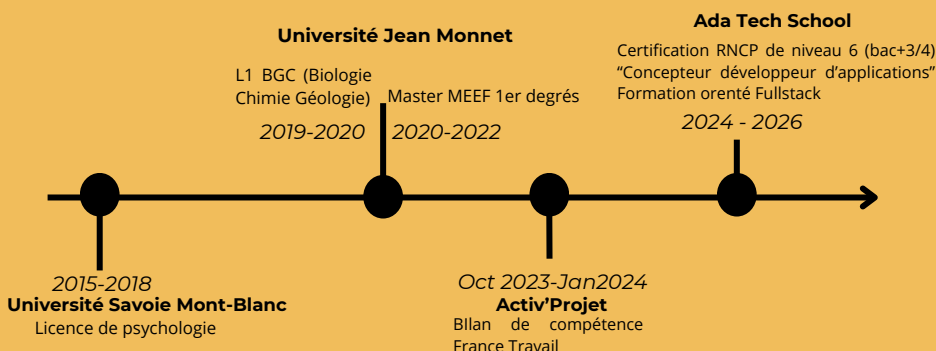 Université Jean Monnet
L1 BGC (Biologie
Chimie Géologie)
2019-2020
Master MEEF 1er degrés
2020-2022
Ada Tech School
Certification RNCP de niveau 6 (bac+3/4)
“Concepteur développeur d’applications”
Formation orenté Fullstack
2024 - 2026
2015-2018
Université Savoie Mont-Blanc
Licence de psychologie
Oct 2023-Jan2024
Activ’Projet
BIlan de compétence
France Travail